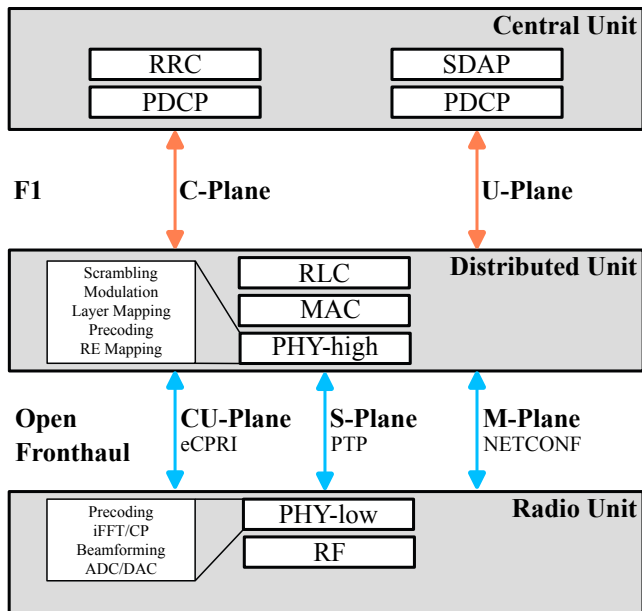 Central Unit
RRC
SDAP
PDCP
PDCP
F1
C-Plane
U-Plane
Distributed Unit
Scrambling
Modulation
Layer Mapping
Precoding
RE Mapping
RLC
MAC
PHY-high
Open
Fronthaul
CU-Plane
eCPRI
S-Plane
PTP
M-Plane
NETCONF
Radio Unit
Precoding
iFFT/CP
Beamforming
ADC/DAC
PHY-low
RF